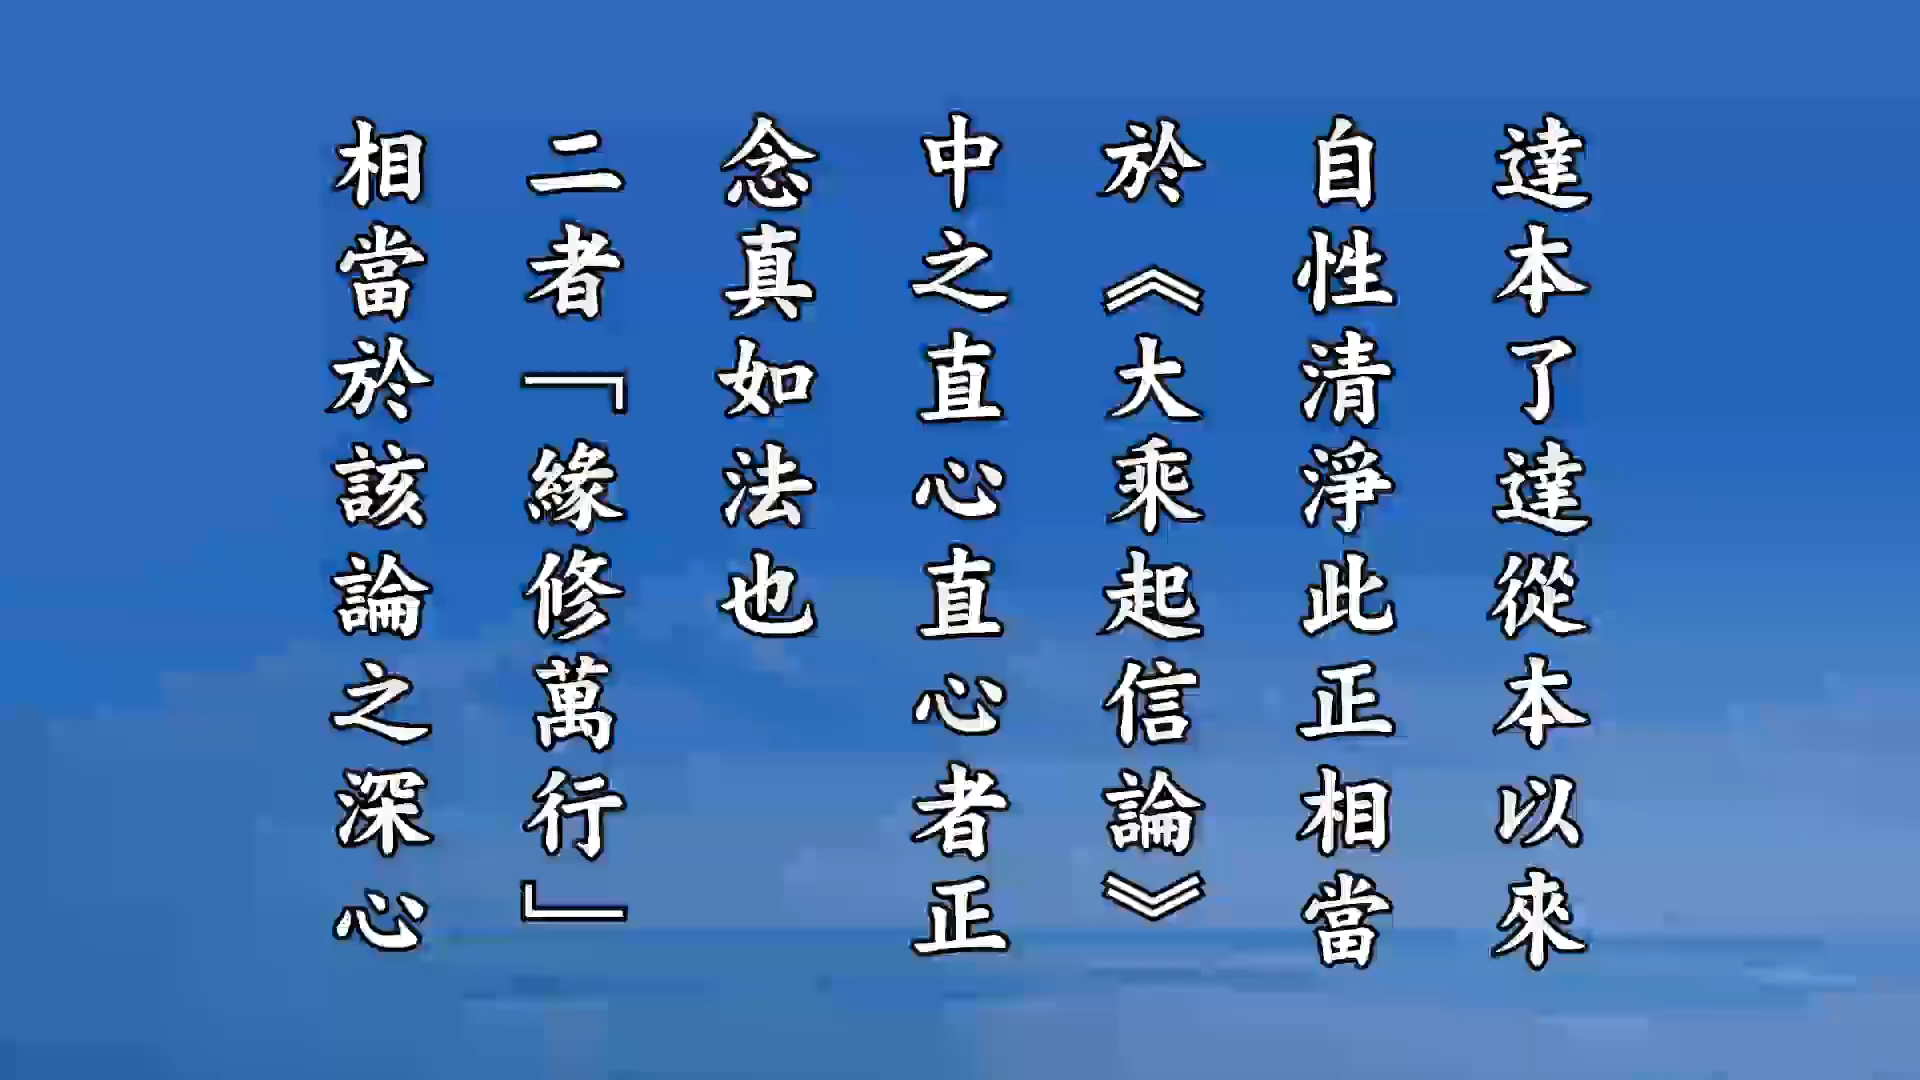 達本了達從本以來
自性清淨此正相當
於《大乘起信論》
中之直心直心者正
念真如法也
二者「緣修萬行」
相當於該論之深心